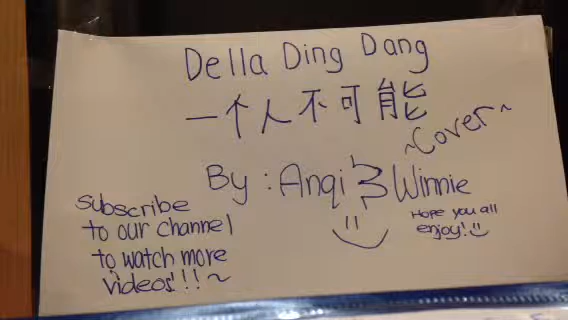 Della Ding Dang
一个人不可能
~Cover~
By : Anqi & Winnie
Subscribe
to our channel
to watch more
videos!!! ~
Hope you all
enjoy!